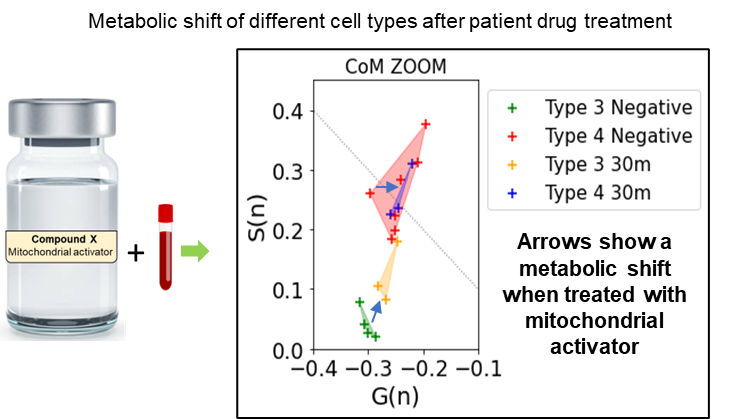 Metabolic shift of different cell types after patient drug treatment
Compound X
Mitochondrial activator
+
CoM ZOOM
S(n)
0.4
0.3
0.2
0.1
0.0
−0.4 −0.3 −0.2 −0.1
G(n)
Type 3 Negative
Type 4 Negative
Type 3 30m
Type 4 30m
Arrows show a
metabolic shift
when treated with
mitochondrial
activator